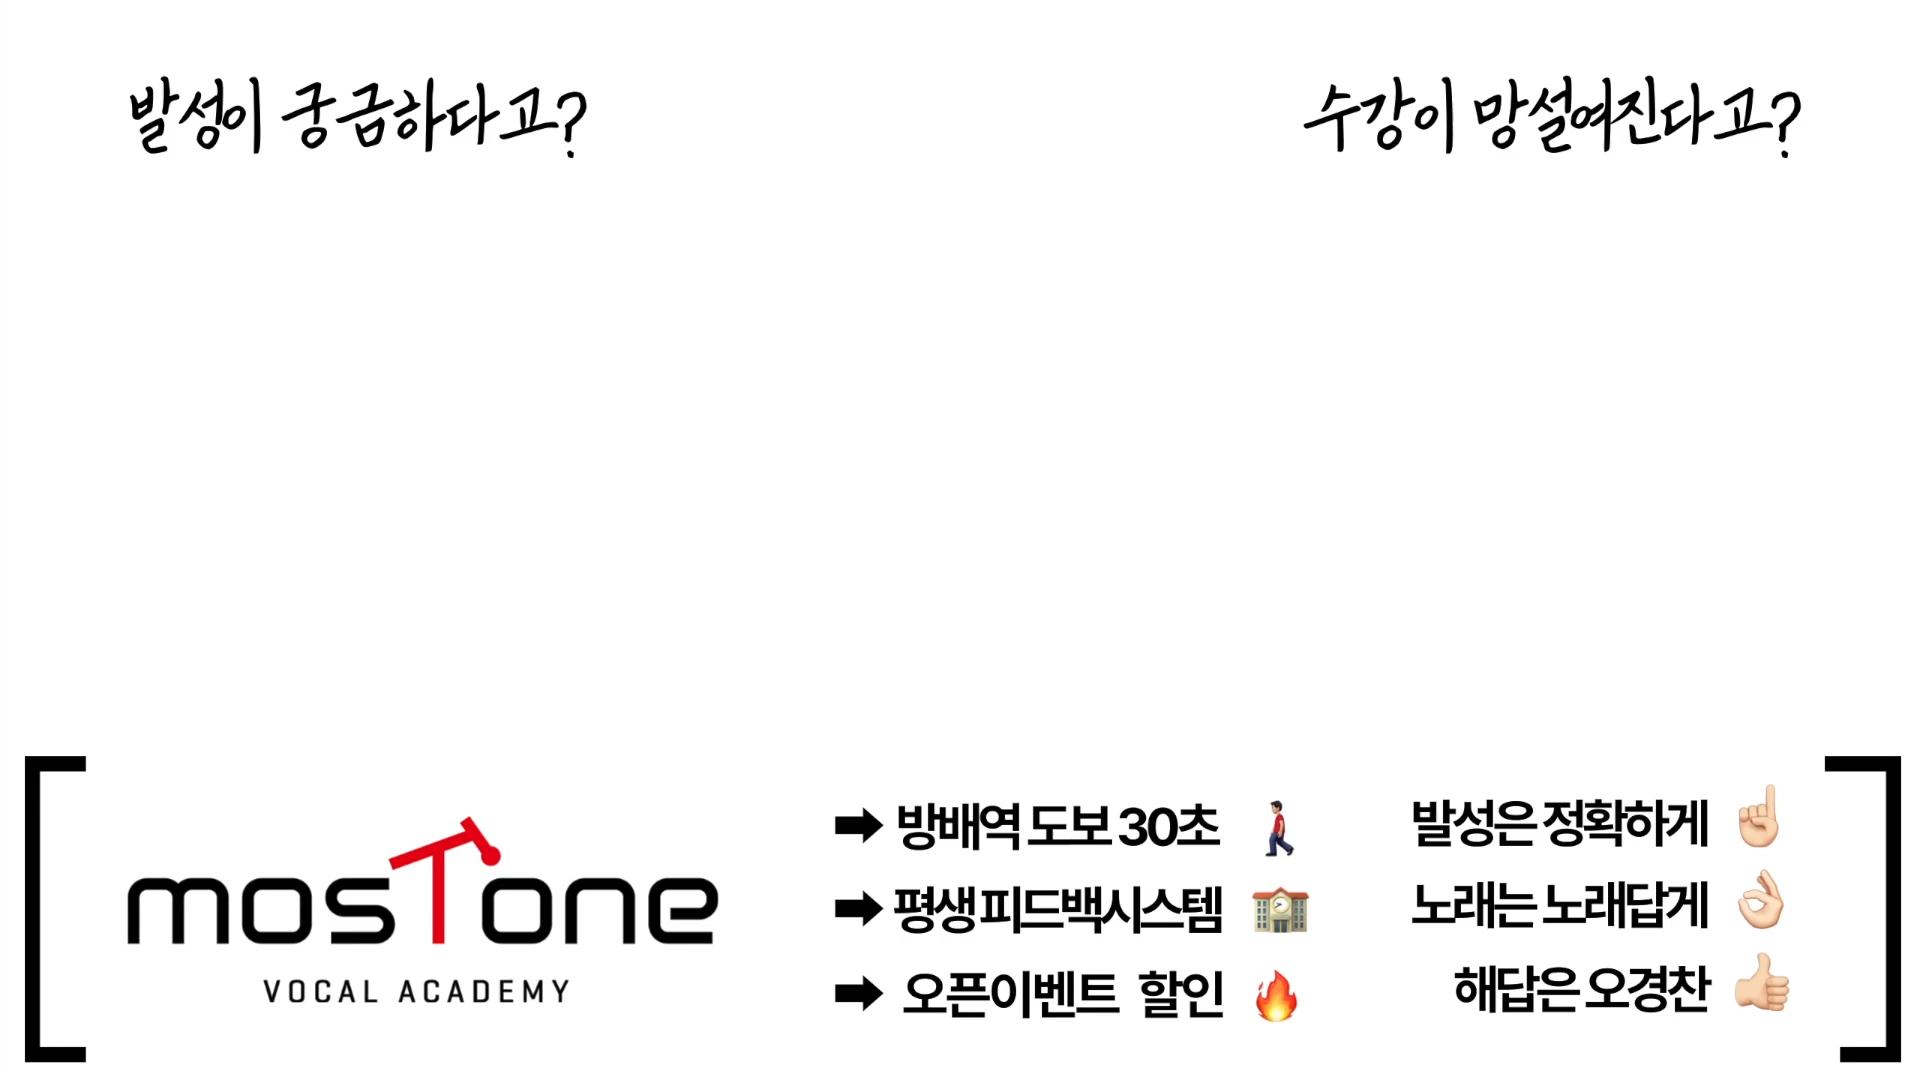 발성이 궁금하다고?
수강이 망설여진다고?
mosTone
VOCAL ACADEMY
➡ 방배역 도보 30초
➡ 평생 피드백시스템
➡ 오픈이벤트 할인
발성은 정확하게
노래는 노래답게
해답은 오경찬